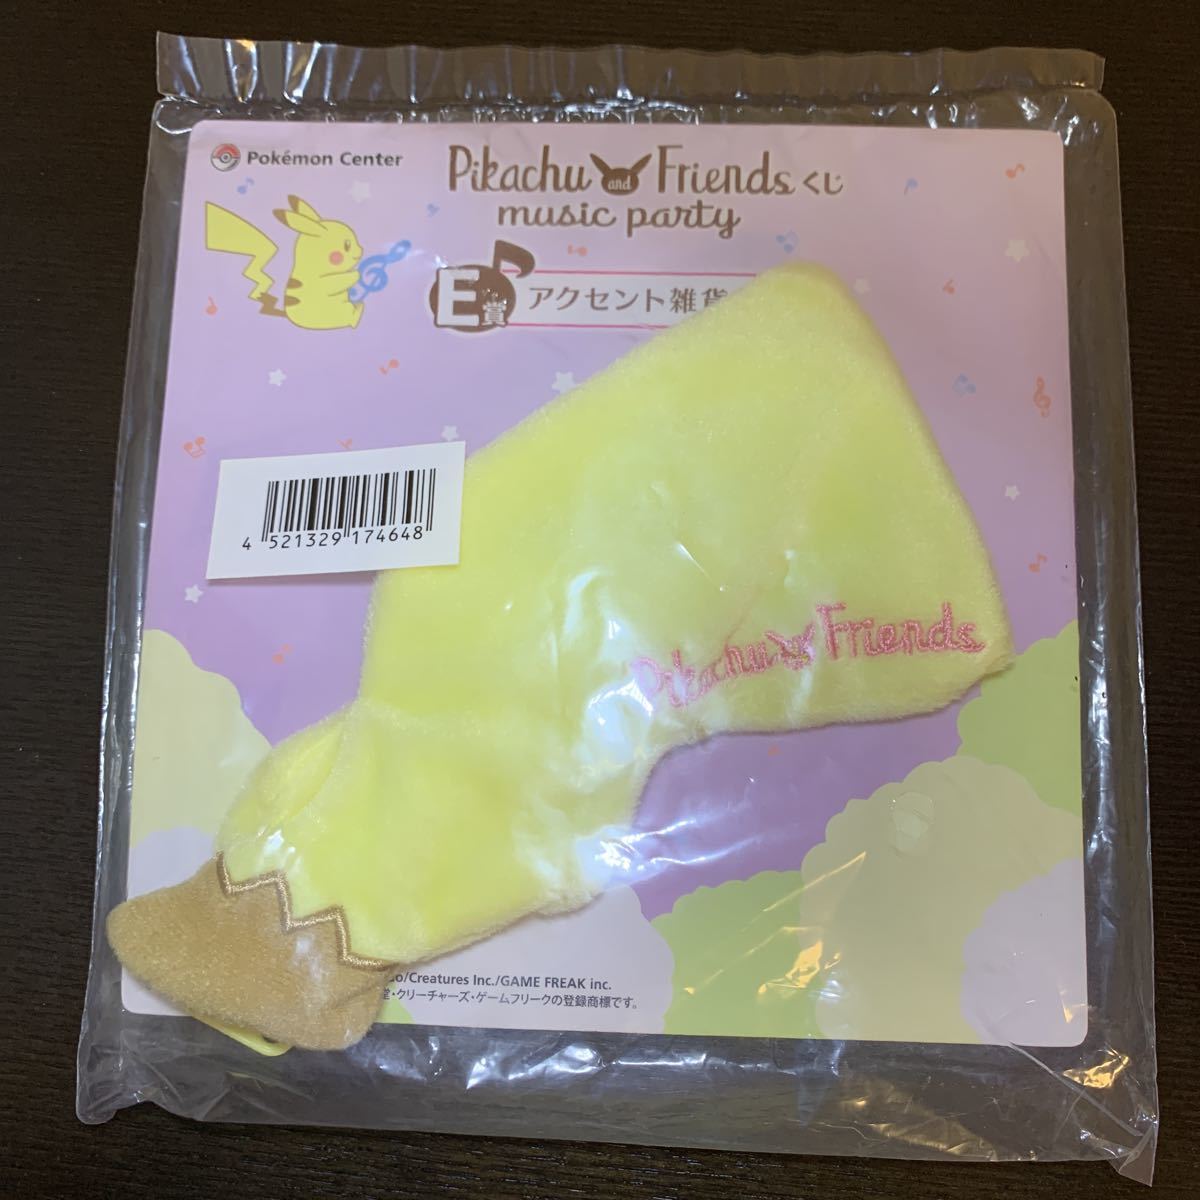 Pokémon Center
Pikachu and Friends くじ
music party
E賞 アクセント雑貨
4 521329 174648
Pikachu Friends
/Creatures Inc./GAME FREAK inc.
・クリーチャーズ・ゲームフリークの登録商標です。